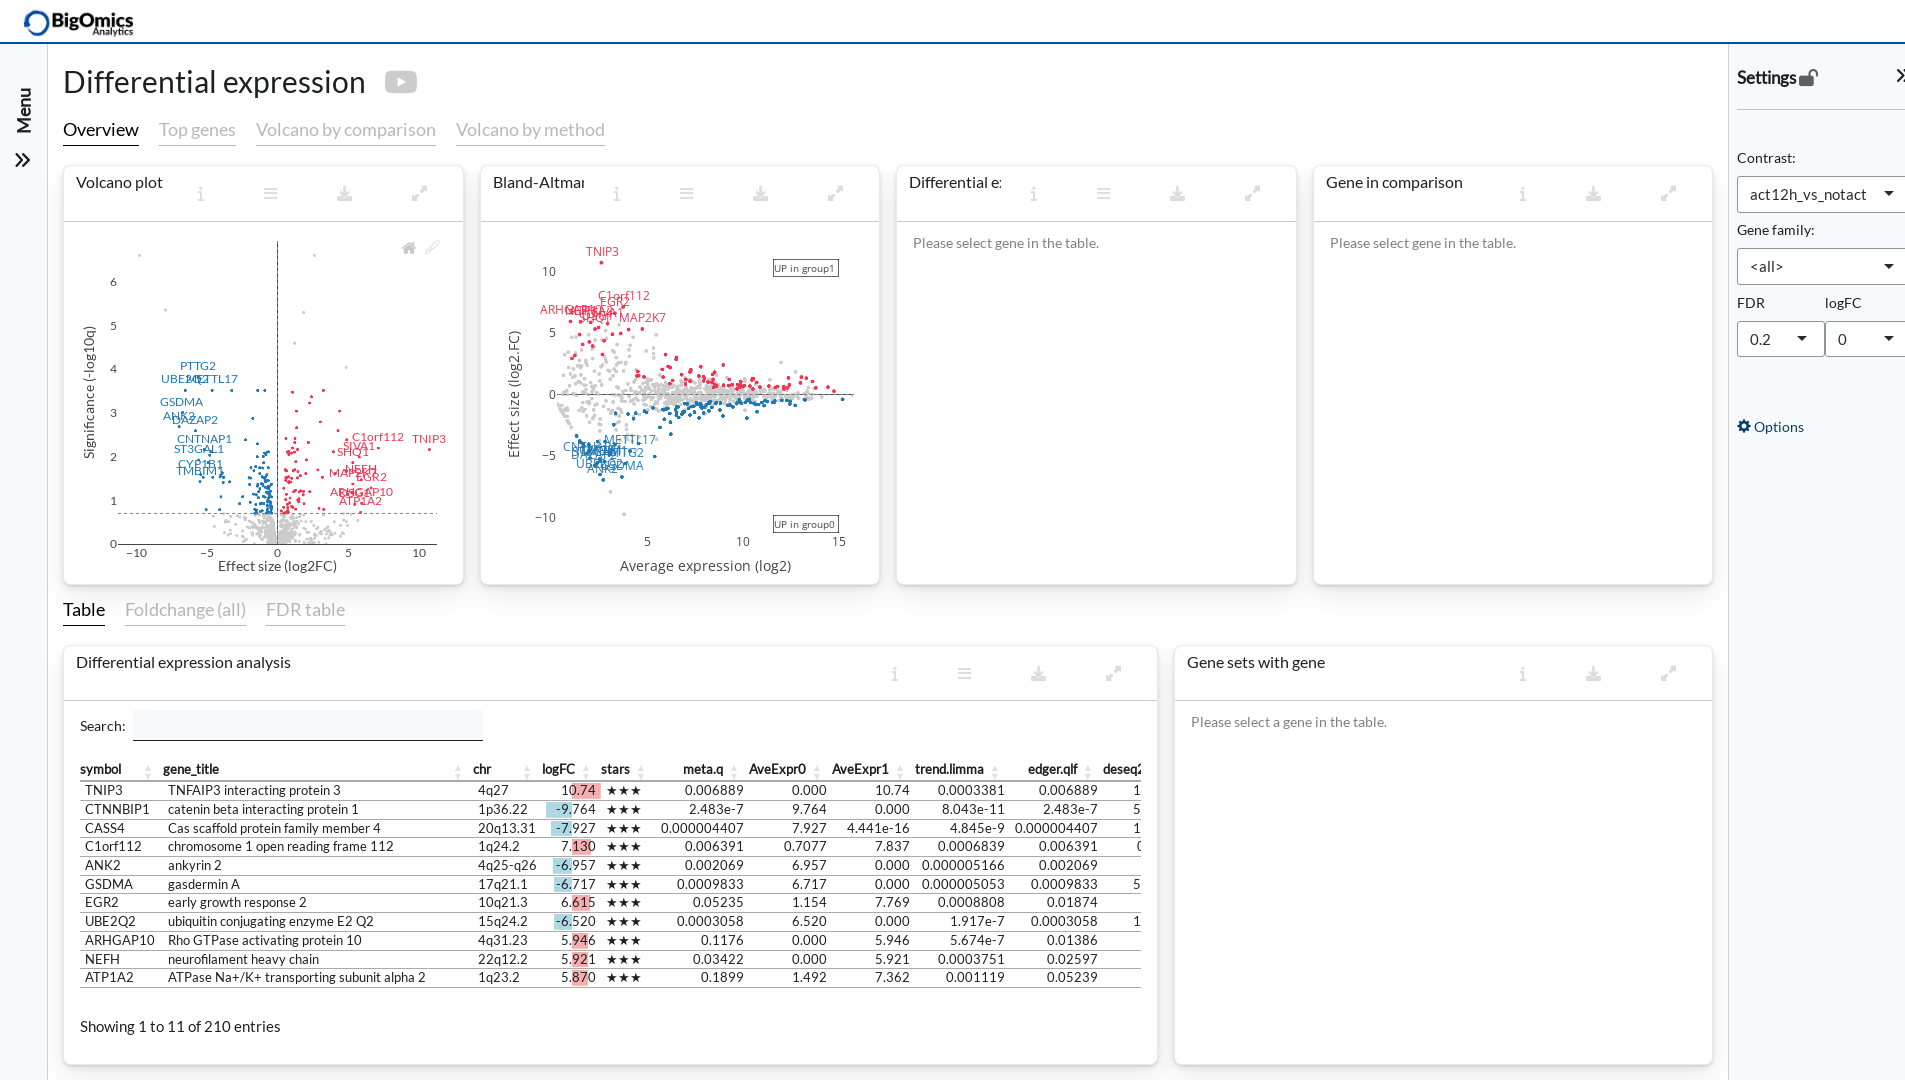 BigOmics
Analytics
Menu
Differential expression
Overview Top genes Volcano by comparison Volcano by method
Volcano plot
Significance (-log10q)
6
5
4
3
2
1
0
PTTG2
METTL17
GSDMA
ANK2
DAZAP2
CNTNAP1
ST3GAL1
CYP1B1
TMBIM1
C1orf112
TNIP3
SIVA1
SHQ1
NEFH
MAP2K7
EGR2
ARHGAP10
ATP1A2
−10 −5 0 5 10
Effect size (log2FC)
Bland-Altman
Effect size (log2.FC)
10
5
0
−5
−10
TNIP3
UP in group1
C1orf112
EGR2
MAP2K7
METTL17
ANK2
UP in group0
5 10 15
Average expression (log2)
Differential e
Please select gene in the table.
Gene in comparison
Please select gene in the table.
Table Foldchange (all) FDR table
Differential expression analysis
Search:
symbol gene_title chr logFC stars meta.q AveExpr0 AveExpr1 trend.limma edger.qlf deseq2
TNIP3 TNFAIP3 interacting protein 3 4q27 10.74 ★★★ 0.006889 0.000 10.74 0.0003381 0.006889 1
CTNNBIP1 catenin beta interacting protein 1 1p36.22 -9.764 ★★★ 2.483e-7 9.764 0.000 8.043e-11 2.483e-7 5
CASS4 Cas scaffold protein family member 4 20q13.31 -7.927 ★★★ 0.000004407 7.927 4.441e-16 4.845e-9 0.000004407 1
C1orf112 chromosome 1 open reading frame 112 1q24.2 7.130 ★★★ 0.006391 0.7077 7.837 0.0006839 0.006391
ANK2 ankyrin 2 4q25-q26 -6.957 ★★★ 0.002069 6.957 0.000 0.000005166 0.002069
GSDMA gasdermin A 17q21.1 -6.717 ★★★ 0.0009833 6.717 0.000 0.000005053 0.0009833 5
EGR2 early growth response 2 10q21.3 6.615 ★★★ 0.05235 1.154 7.769 0.0008808 0.01874
UBE2Q2 ubiquitin conjugating enzyme E2 Q2 15q24.2 -6.520 ★★★ 0.0003058 6.520 0.000 1.917e-7 0.0003058 1
ARHGAP10 Rho GTPase activating protein 10 4q31.23 5.946 ★★★ 0.1176 0.000 5.946 5.674e-7 0.01386
NEFH neurofilament heavy chain 22q12.2 5.921 ★★★ 0.03422 0.000 5.921 0.0003751 0.02597
ATP1A2 ATPase Na+/K+ transporting subunit alpha 2 1q23.2 5.870 ★★★ 0.1899 1.492 7.362 0.001119 0.05239
Showing 1 to 11 of 210 entries
Gene sets with gene
Please select a gene in the table.
Settings
Contrast:
act12h_vs_notact
Gene family:
<all>
FDR logFC
0.2 0
Options